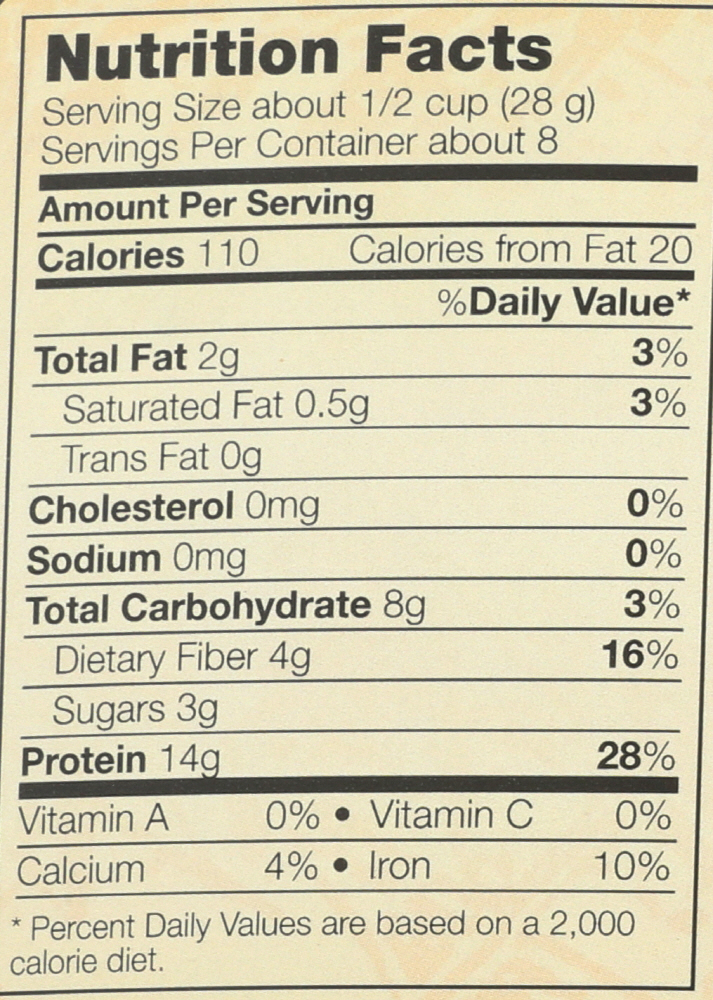 Nutrition Facts
Serving Size about 1/2 cup (28 g)
Servings Per Container about 8
Amount Per Serving
Calories 110 Calories from Fat 20
%Daily Value*
Total Fat 2g 3%
Saturated Fat 0.5g 3%
Trans Fat 0g
Cholesterol 0mg 0%
Sodium 0mg 0%
Total Carbohydrate 8g 3%
Dietary Fiber 4g 16%
Sugars 3g
Protein 14g 28%
Vitamin A 0% • Vitamin C 0%
Calcium 4% • Iron 10%
* Percent Daily Values are based on a 2,000
calorie diet.